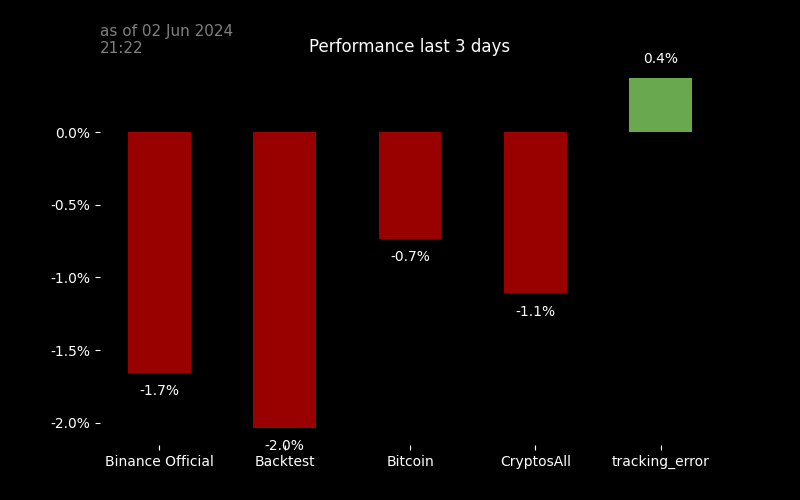 as of 02 Jun 2024
21:22
Performance last 3 days
0.4%
0.0%
-0.5%
-1.0%
-1.5%
-2.0%
-1.7%
-2.0%
-0.7%
-1.1%
Binance Official
Backtest
Bitcoin
CryptosAll
tracking_error